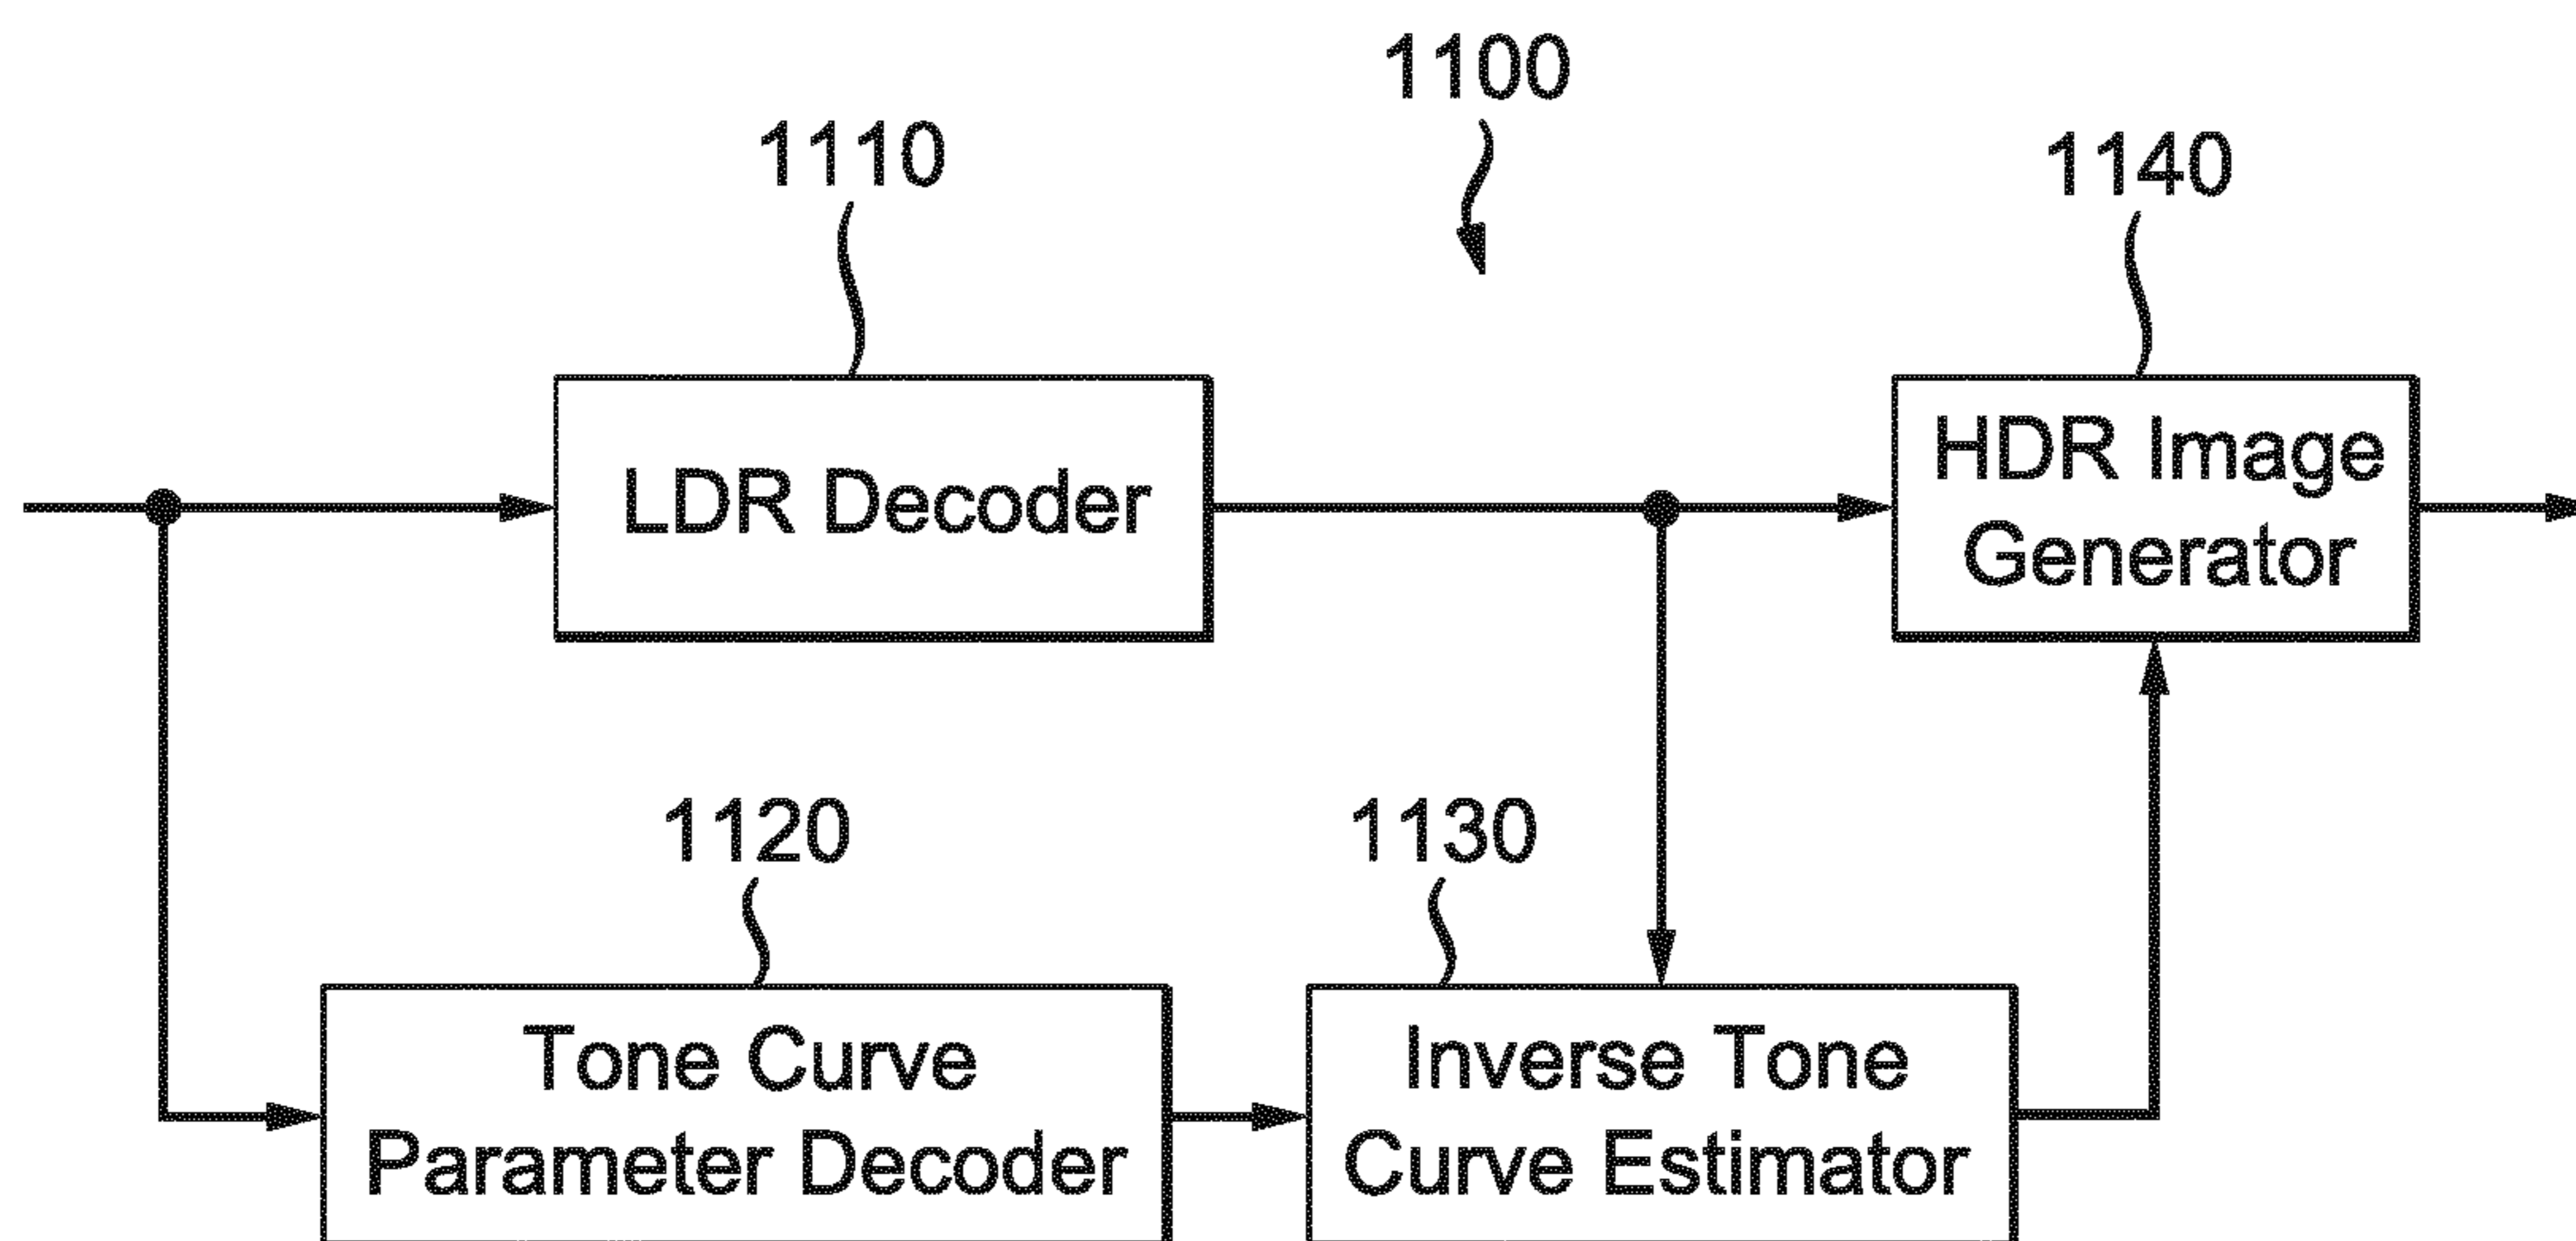 1100
1110
1140
LDR Decoder
HDR Image
Generator
1120
1130
Tone Curve
Parameter Decoder
Inverse Tone
Curve Estimator